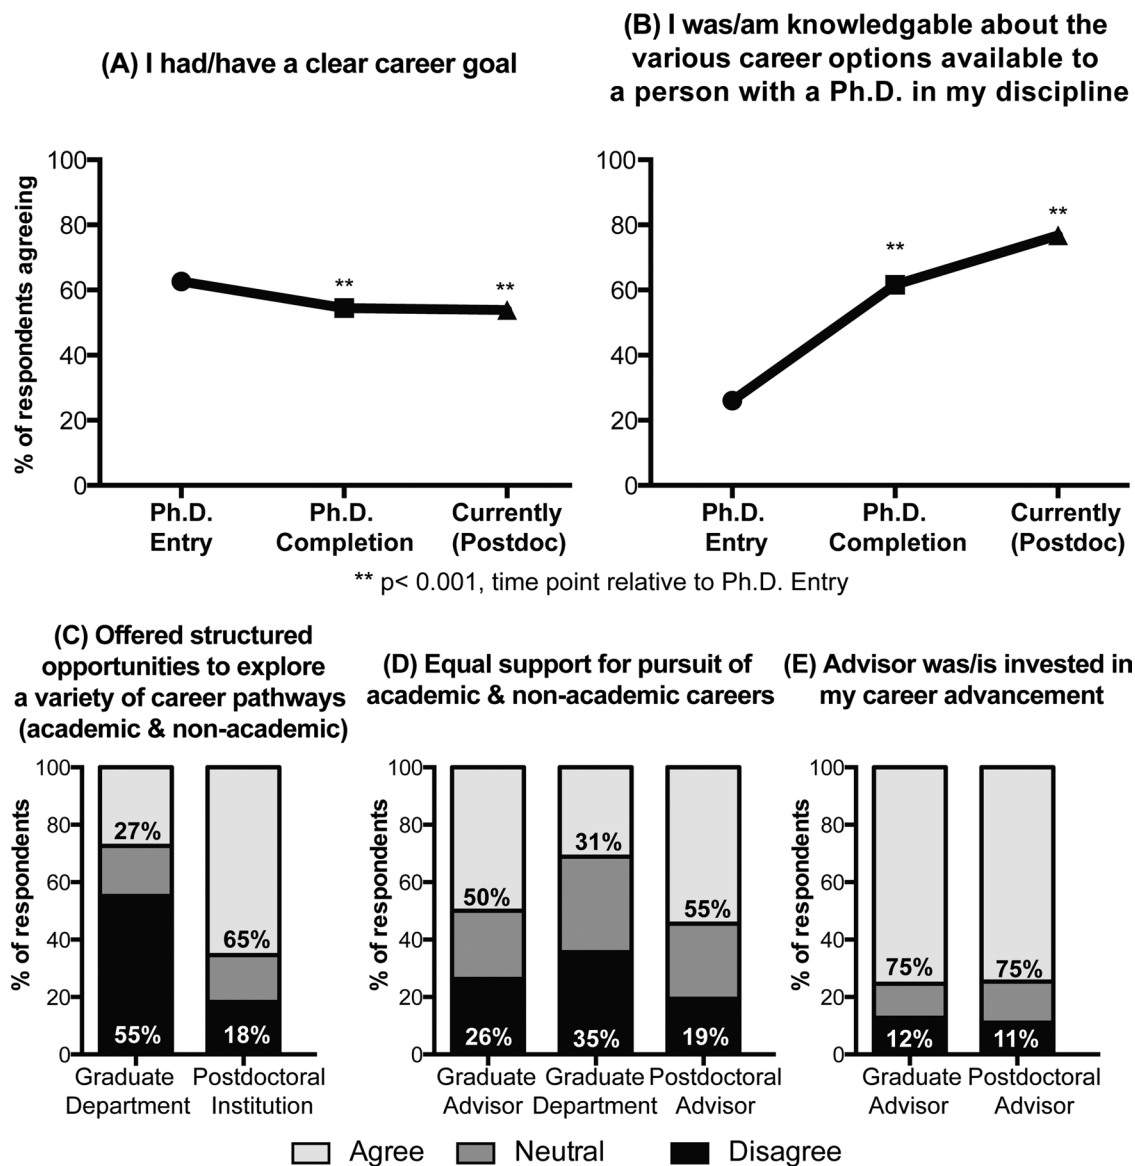 (A) I had/have a clear career goal
% of respondents agreeing
100
80
60
40
20
0
**
**
Ph.D.
Entry
Ph.D.
Completion
Currently
(Postdoc)
(B) I was/am knowledgable about the
various career options available to
a person with a Ph.D. in my discipline
100
80
60
40
20
0
**
**
Ph.D.
Entry
Ph.D.
Completion
Currently
(Postdoc)
** p< 0.001, time point relative to Ph.D. Entry
(C) Offered structured
opportunities to explore
a variety of career pathways
(academic & non-academic)
% of respondents
100
80
60
40
20
0
27%
55%
65%
18%
Graduate
Department
Postdoctoral
Institution
(D) Equal support for pursuit of
academic & non-academic careers
% of respondents
100
80
60
40
20
0
50%
26%
31%
35%
55%
19%
Graduate
Advisor
Graduate
Department
Postdoctoral
Advisor
(E) Advisor was/is invested in
my career advancement
% of respondents
100
80
60
40
20
0
75%
12%
75%
11%
Graduate
Advisor
Postdoctoral
Advisor
Agree
Neutral
Disagree